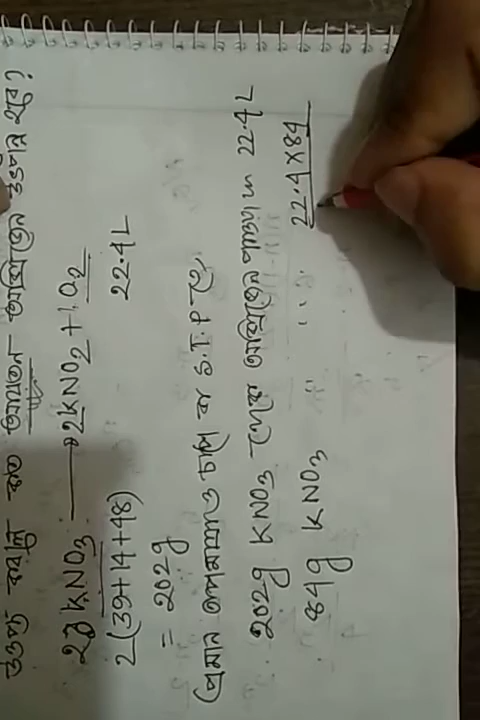 উত্তপ্ত করলে কত আয়তন অক্সিজেন উৎপন্ন হবে?
2KNO3 ⟶ 2KNO2 + 1O2
2(39+14+48) 22.4L
= 202g
(প্রমাণ তাপমাত্রাও চাপে বা S.T.P তে)
202g KNO3 থেকে অক্সিজেন পাওয়া যায় 22.4L
84g KNO3 " " 22.4×84